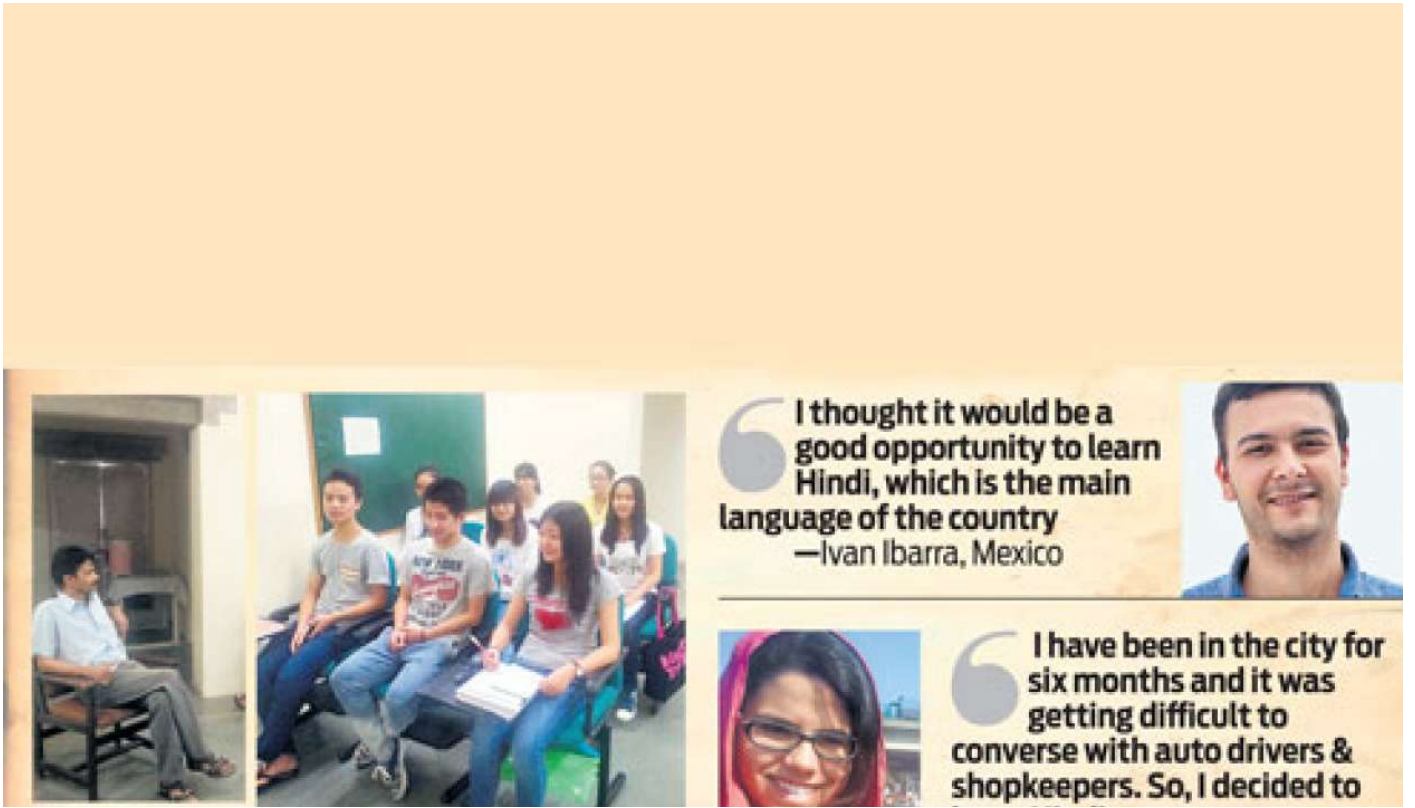 I thought it would be a
good opportunity to learn
Hindi, which is the main
language of the country
—Ivan Ibarra, Mexico
I have been in the city for
six months and it was
getting difficult to
converse with auto drivers &
shopkeepers. So, I decided to